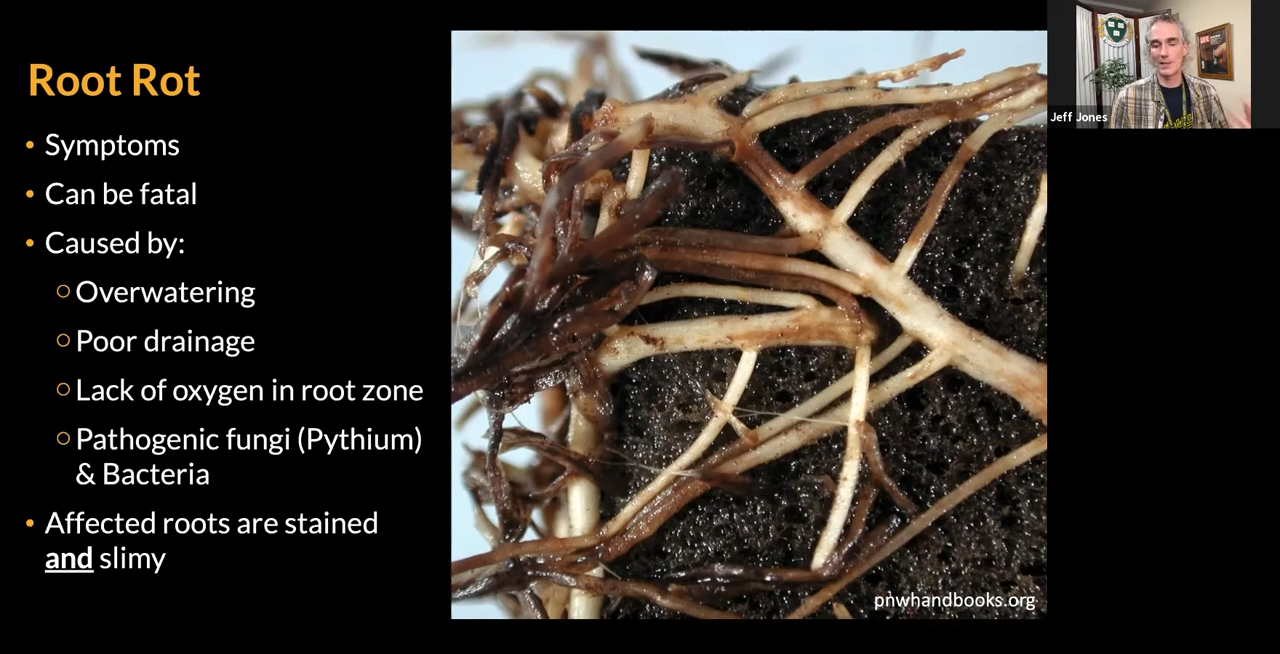 Root Rot
• Symptoms
• Can be fatal
• Caused by:
○ Overwatering
○ Poor drainage
○ Lack of oxygen in root zone
○ Pathogenic fungi (Pythium)
& Bacteria
• Affected roots are stained
and slimy
pnwhandbooks.org
Jeff Jones
LIFE